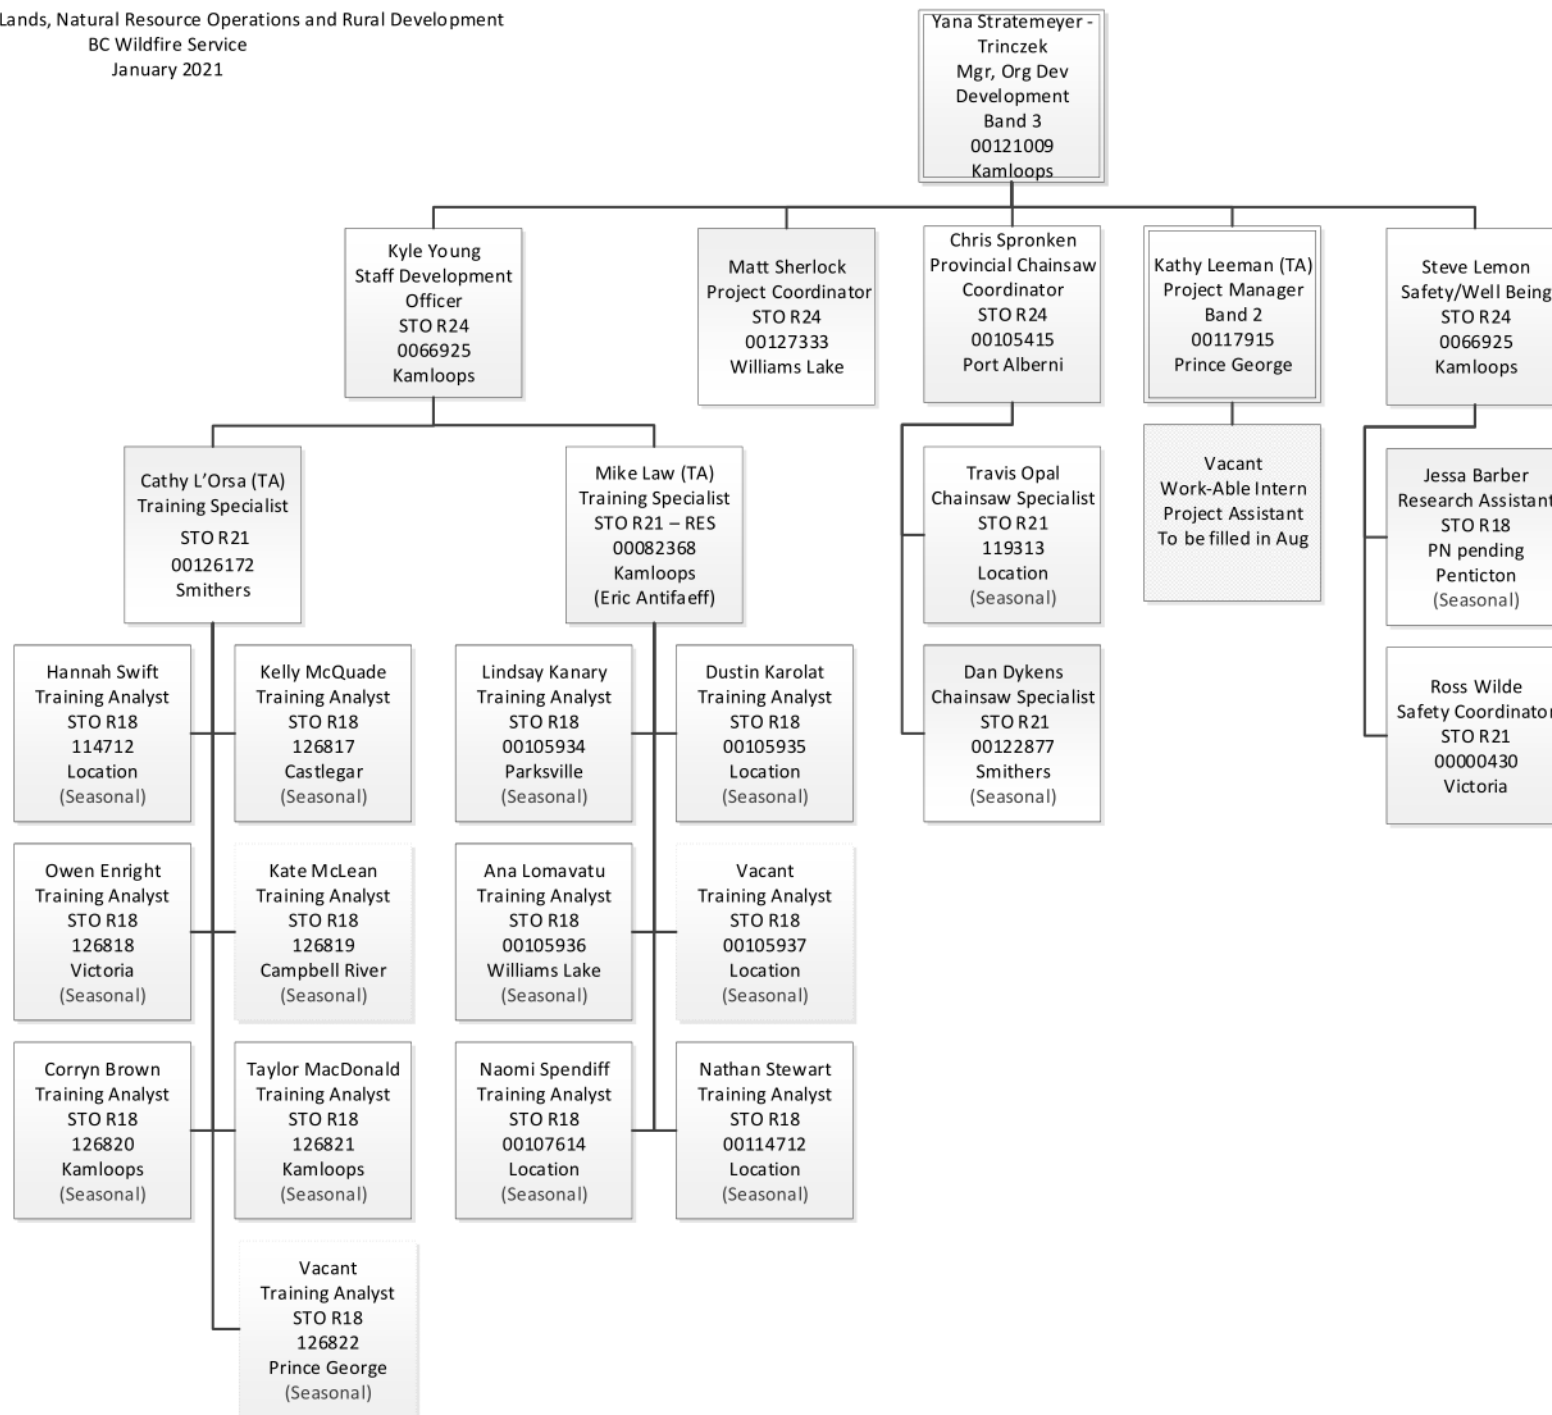 Lands, Natural Resource Operations and Rural Development
BC Wildfire Service
January 2021
Yana Stratemeyer -
Trinczek
Mgr, Org Dev
Development
Band 3
00121009
Kamloops
Kyle Young
Staff Development
Officer
STO R24
0066925
Kamloops
Matt Sherlock
Project Coordinator
STO R24
00127333
Williams Lake
Chris Spronken
Provincial Chainsaw
Coordinator
STO R24
00105415
Port Alberni
Kathy Leeman (TA)
Project Manager
Band 2
00117915
Prince George
Steve Lemon
Safety/Well Being
STO R24
0066925
Kamloops
Cathy L’Orsa (TA)
Training Specialist
STO R21
00126172
Smithers
Mike Law (TA)
Training Specialist
STO R21 – RES
00082368
Kamloops
(Eric Antifaeff)
Travis Opal
Chainsaw Specialist
STO R21
119313
Location
(Seasonal)
Vacant
Work-Able Intern
Project Assistant
To be filled in Aug
Jessa Barber
Research Assistant
STO R18
PN pending
Penticton
(Seasonal)
Hannah Swift
Training Analyst
STO R18
114712
Location
(Seasonal)
Kelly McQuade
Training Analyst
STO R18
126817
Castlegar
(Seasonal)
Lindsay Kanary
Training Analyst
STO R18
00105934
Parksville
(Seasonal)
Dustin Karolat
Training Analyst
STO R18
00105935
Location
(Seasonal)
Dan Dykens
Chainsaw Specialist
STO R21
00122877
Smithers
(Seasonal)
Ross Wilde
Safety Coordinator
STO R21
00000430
Victoria
Owen Enright
Training Analyst
STO R18
126818
Victoria
(Seasonal)
Kate McLean
Training Analyst
STO R18
126819
Campbell River
(Seasonal)
Ana Lomavatu
Training Analyst
STO R18
00105936
Williams Lake
(Seasonal)
Vacant
Training Analyst
STO R18
00105937
Location
(Seasonal)
Corryn Brown
Training Analyst
STO R18
126820
Kamloops
(Seasonal)
Taylor MacDonald
Training Analyst
STO R18
126821
Kamloops
(Seasonal)
Naomi Spendiff
Training Analyst
STO R18
00107614
Location
(Seasonal)
Nathan Stewart
Training Analyst
STO R18
00114712
Location
(Seasonal)
Vacant
Training Analyst
STO R18
126822
Prince George
(Seasonal)